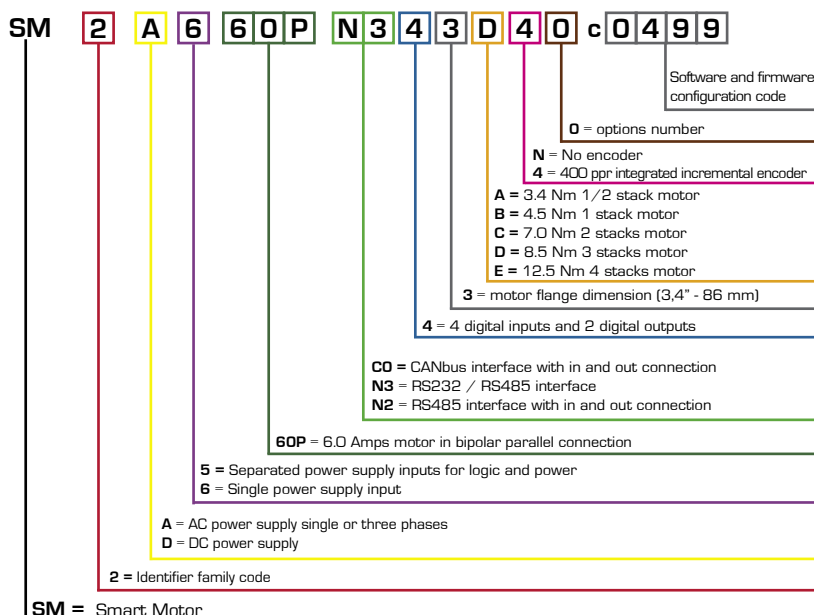 SM 2 A 6 60P N3 4 3 D 4 0 c 0499
Software and firmware
configuration code
0 = options number
N = No encoder
4 = 400 ppr integrated incremental encoder
A = 3.4 Nm 1/2 stack motor
B = 4.5 Nm 1 stack motor
C = 7.0 Nm 2 stacks motor
D = 8.5 Nm 3 stacks motor
E = 12.5 Nm 4 stacks motor
3 = motor flange dimension (3,4" - 86 mm)
4 = 4 digital inputs and 2 digital outputs
C0 = CANbus interface with in and out connection
N3 = RS232 / RS485 interface
N2 = RS485 interface with in and out connection
60P = 6.0 Amps motor in bipolar parallel connection
5 = Separated power supply inputs for logic and power
6 = Single power supply input
A = AC power supply single or three phases
D = DC power supply
2 = Identifier family code
SM = Smart Motor